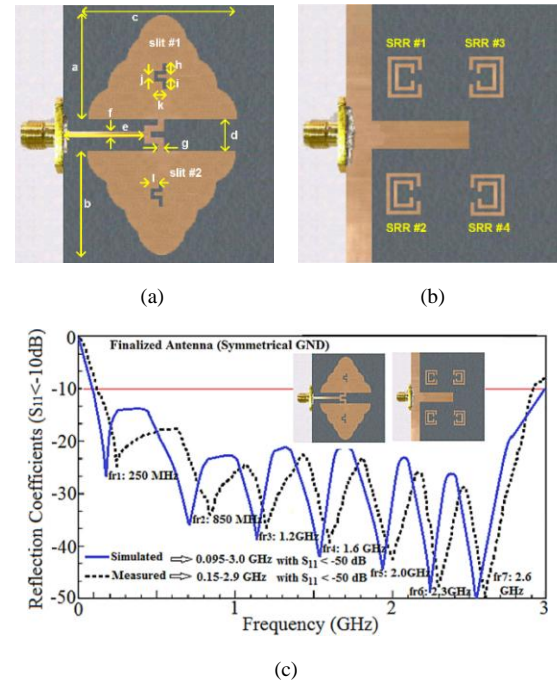 a
c
slit #1
h
j
i
k
f
e
d
g
l
slit #2
b
SRR #1
SRR #3
SRR #2
SRR #4
(a)
(b)
Finalized Antenna (Symmetrical GND)
Reflection Coefficients (S11<-10dB)
0
-10
-20
-30
-40
-50
fr1: 250 MHz
fr2: 850 MHz
fr3: 1.2GHz
fr4: 1.6 GHz
fr5: 2.0GHz
fr6: 2.3GHz
fr7: 2.6 GHz
Simulated 0.095-3.0 GHz with S11 < -50 dB
Measured 0.15-2.9 GHz with S11 < -50 dB
0
1
2
3
Frequency (GHz)
(c)